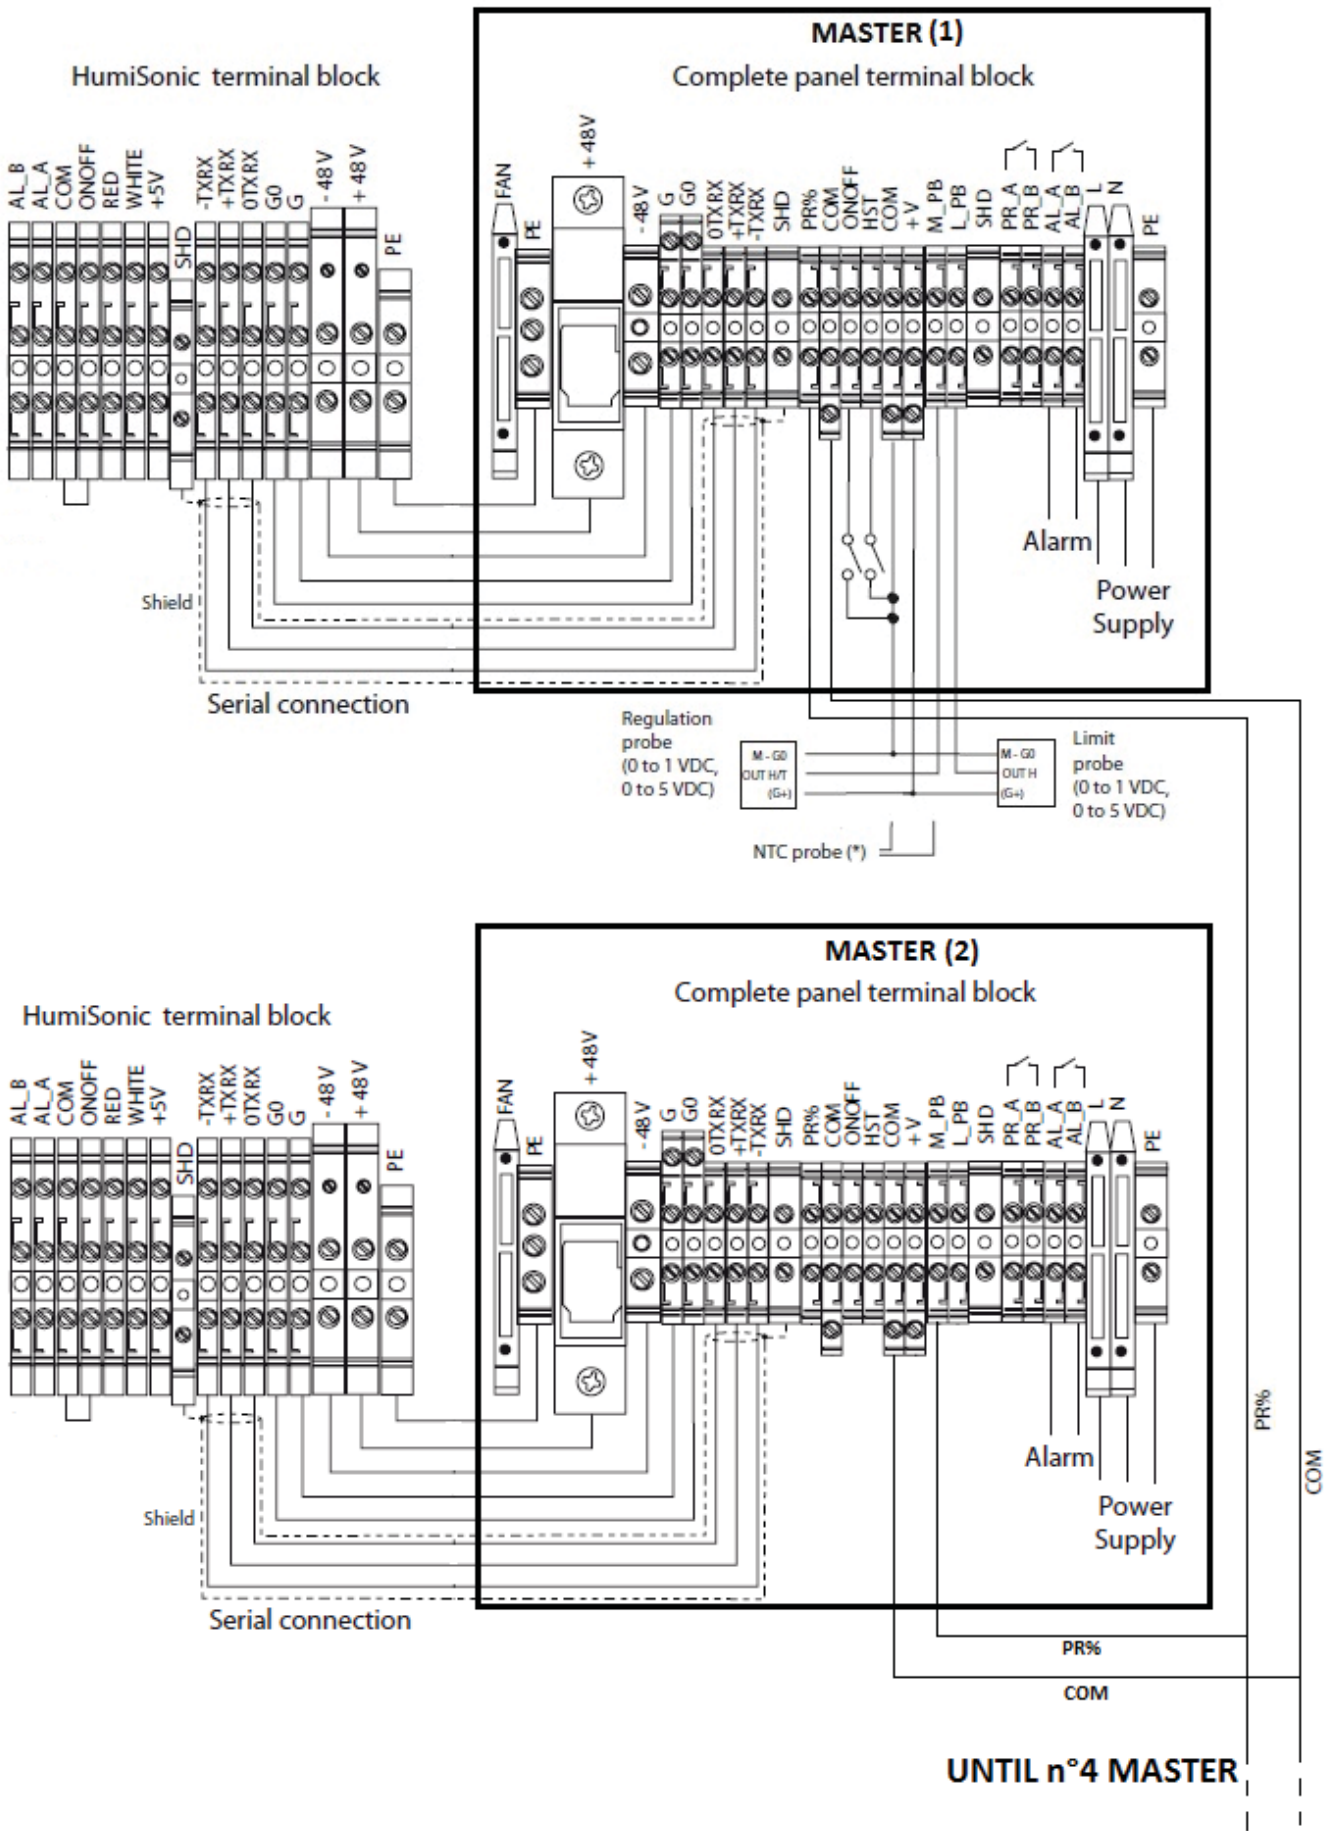 MASTER (1)
HumiSonic terminal block
Complete panel terminal block
AL_B
AL_A
COM
ONOFF
RED
WHITE
+5V
SHD
-TXRX
+TXRX
0TXRX
G0
G
- 48 V
+ 48 V
PE
FAN
PE
+ 48V
- 48V
G
G0
0TXRX
+TXRX
-TXRX
SHD
PR%
COM
ONOFF
HST
COM
+V
M_PB
L_PB
SHD
PR_A
PR_B
AL_A
AL_B
L
N
PE
Alarm
Power
Supply
Shield
Serial connection
Regulation
probe
(0 to 1 VDC,
0 to 5 VDC)
M - G0
OUT H/T
(G+)
M - G0
OUT H
(G+)
Limit
probe
(0 to 1 VDC,
0 to 5 VDC)
NTC probe (*)
MASTER (2)
Complete panel terminal block
HumiSonic terminal block
AL_B
AL_A
COM
ONOFF
RED
WHITE
+5V
SHD
-TXRX
+TXRX
0TXRX
G0
G
- 48 V
+ 48 V
PE
FAN
PE
+ 48V
- 48V
G
G0
0TXRX
+TXRX
-TXRX
SHD
PR%
COM
ONOFF
HST
COM
+V
M_PB
L_PB
SHD
PR_A
PR_B
AL_A
AL_B
L
N
PE
PR%
COM
Alarm
Power
Supply
Shield
Serial connection
PR%
COM
UNTIL n°4 MASTER